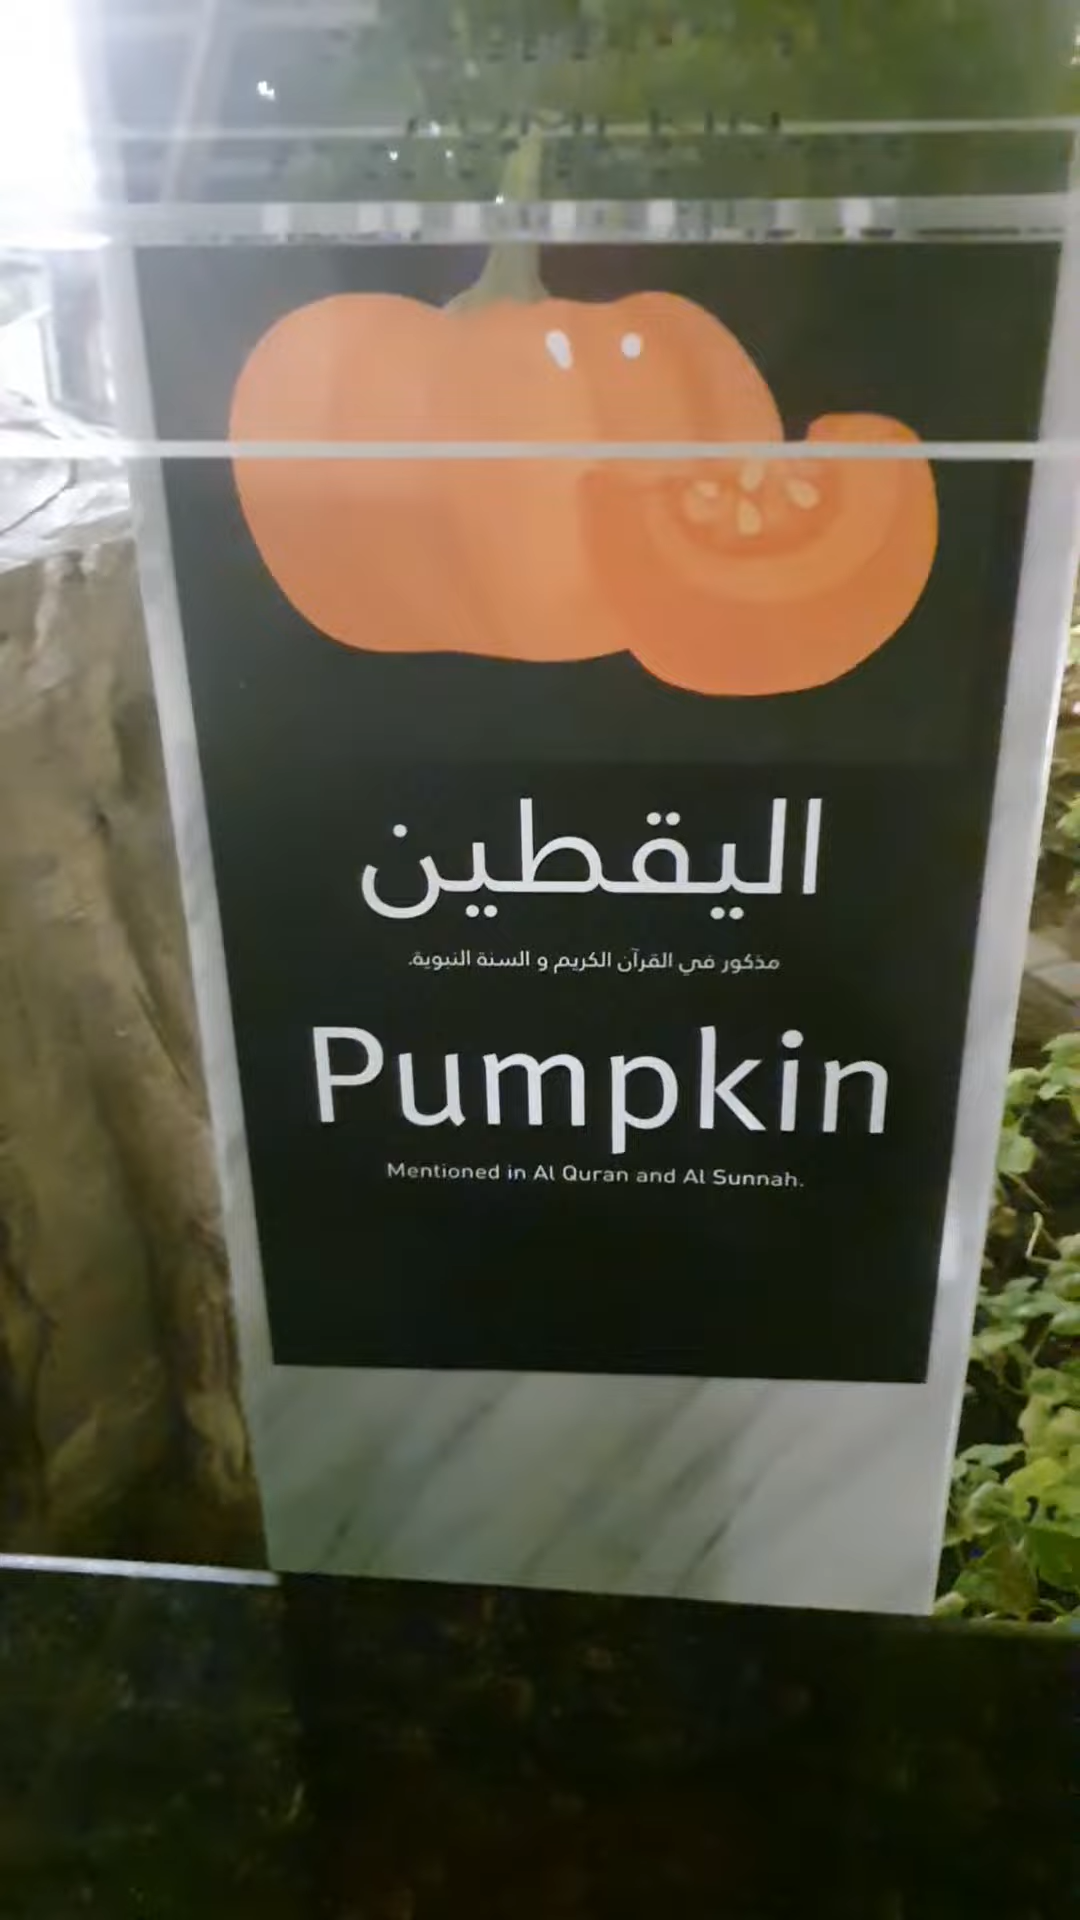 اليقطين
مذكور في القرآن الكريم و السنة النبوية.
Pumpkin
Mentioned in Al Quran and Al Sunnah.